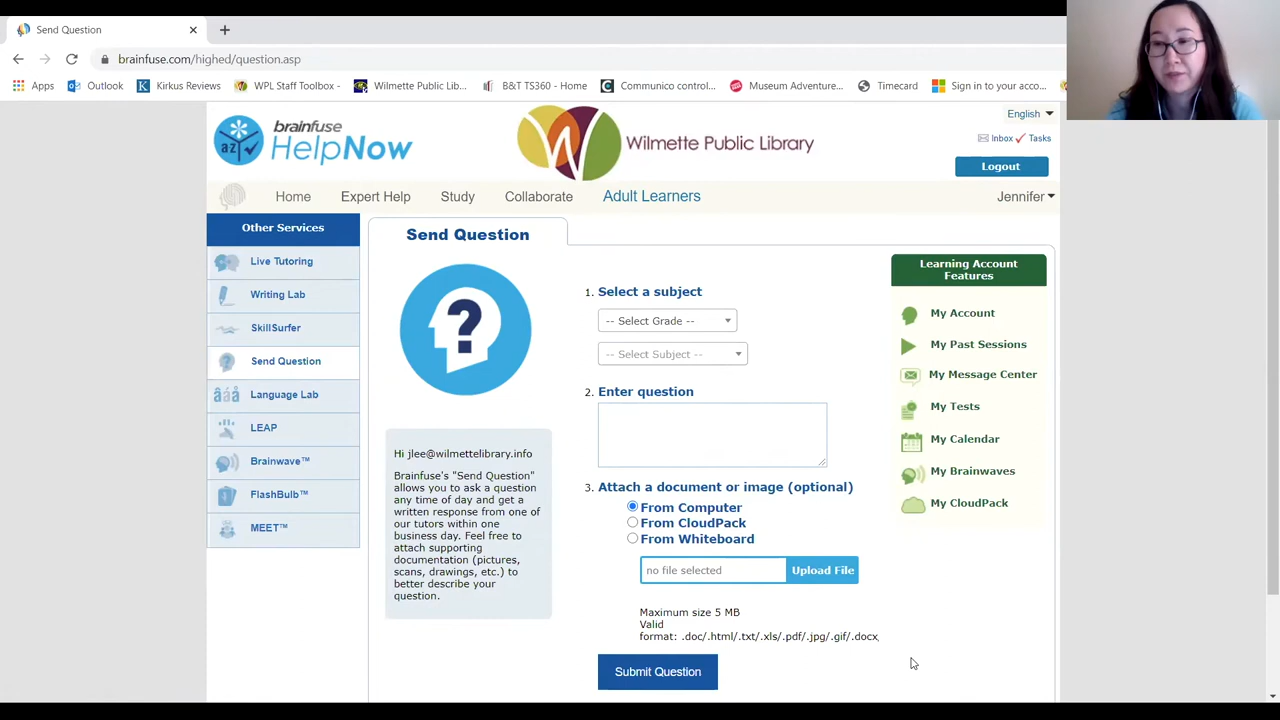 Send Question
brainfuse.com/highed/question.asp
Apps
Outlook
Kirkus Reviews
WPL Staff Toolbox -
Wilmette Public Lib...
B&T TS360 - Home
Communico control...
Museum Adventure...
Timecard
Sign in to your acco...
English
brainfuse
HelpNow
Wilmette Public Library
Inbox Tasks
Logout
Home
Expert Help
Study
Collaborate
Adult Learners
Jennifer
Other Services
Live Tutoring
Writing Lab
SkillSurfer
Send Question
Language Lab
LEAP
Brainwave™
FlashBulb™
MEET™
Send Question
Hi jlee@wilmettelibrary.info
Brainfuse's "Send Question"
allows you to ask a question
any time of day and get a
written response from one of
our tutors within one
business day. Feel free to
attach supporting
documentation (pictures,
scans, drawings, etc.) to
better describe your
question.
1. Select a subject
-- Select Grade --
-- Select Subject --
2. Enter question
3. Attach a document or image (optional)
From Computer
From CloudPack
From Whiteboard
no file selected
Upload File
Maximum size 5 MB
Valid
format: .doc/.html/.txt/.xls/.pdf/.jpg/.gif/.docx,
Submit Question
Learning Account
Features
My Account
My Past Sessions
My Message Center
My Tests
My Calendar
My Brainwaves
My CloudPack